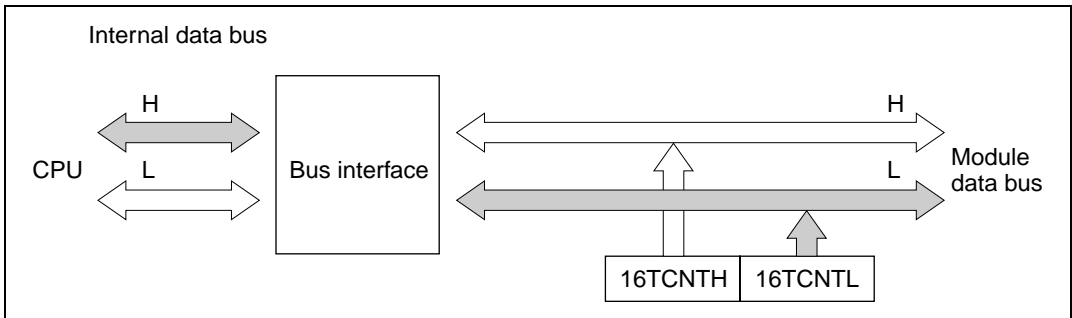 Internal data bus
H
H
CPU
L
Bus interface
L
Module
data bus
16TCNTH
16TCNTL